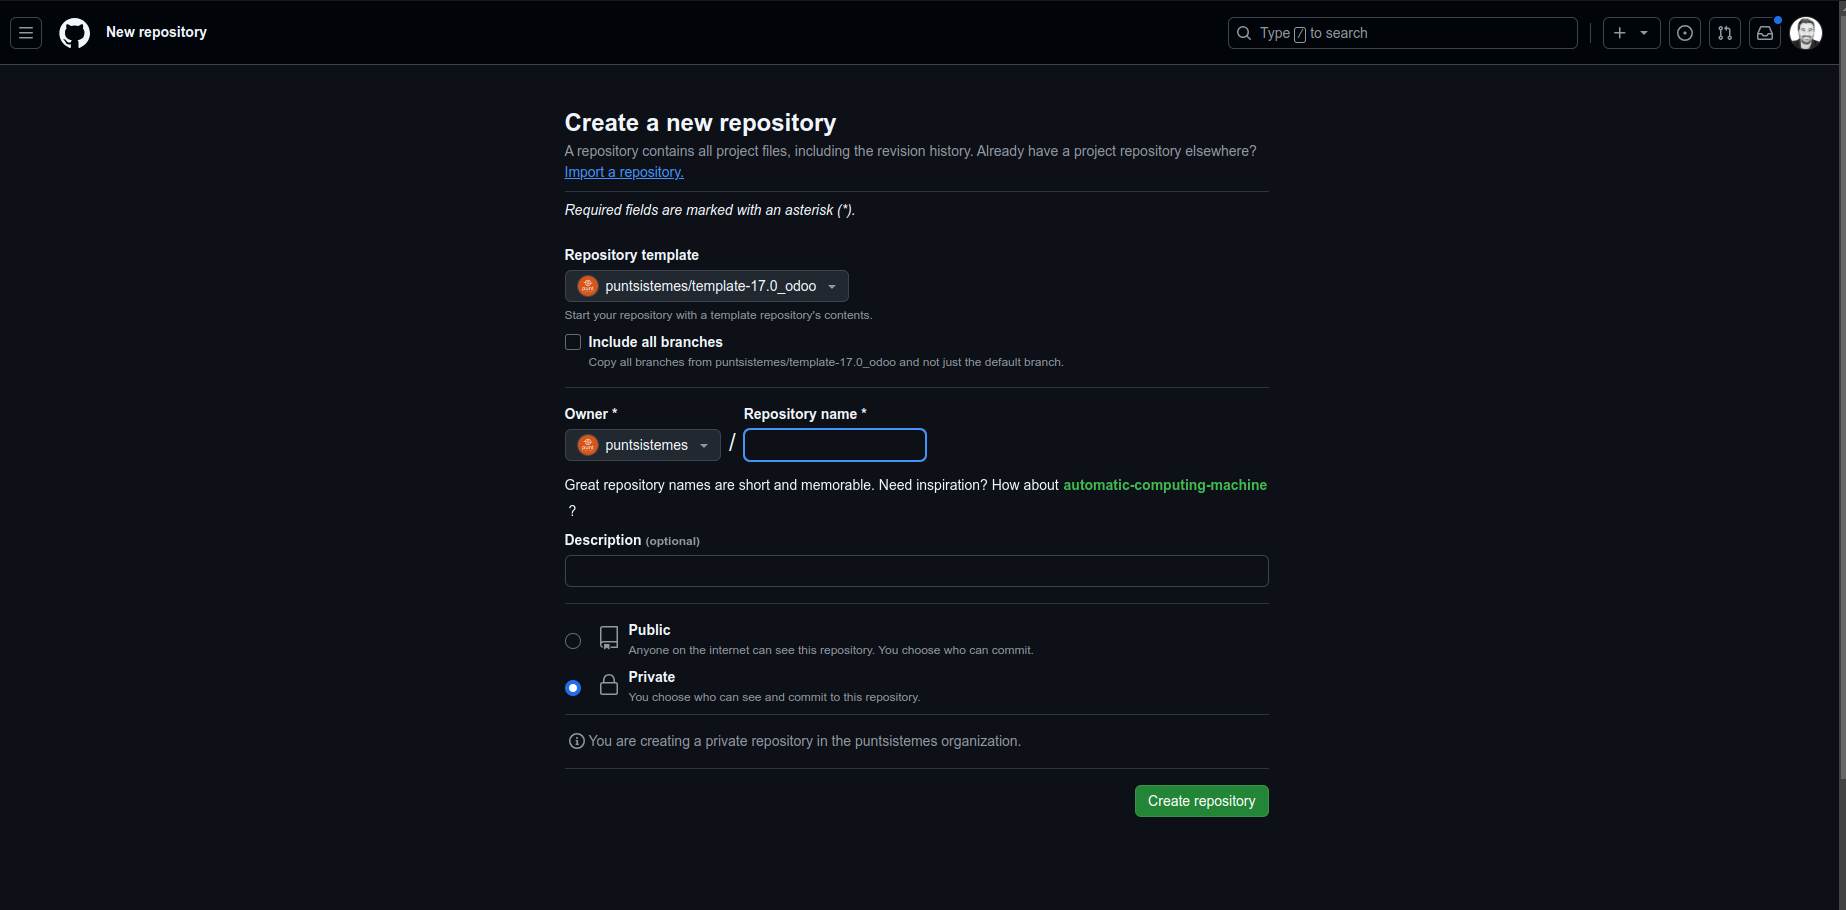 New repository
Type / to search
Create a new repository
A repository contains all project files, including the revision history. Already have a project repository elsewhere?
Import a repository.
Required fields are marked with an asterisk (*).
Repository template
puntsistemes/template-17.0_odoo
Start your repository with a template repository's contents.
Include all branches
Copy all branches from puntsistemes/template-17.0_odoo and not just the default branch.
Owner * Repository name *
puntsistemes /
Great repository names are short and memorable. Need inspiration? How about automatic-computing-machine
?
Description (optional)
Public
Anyone on the internet can see this repository. You choose who can commit.
Private
You choose who can see and commit to this repository.
You are creating a private repository in the puntsistemes organization.
Create repository